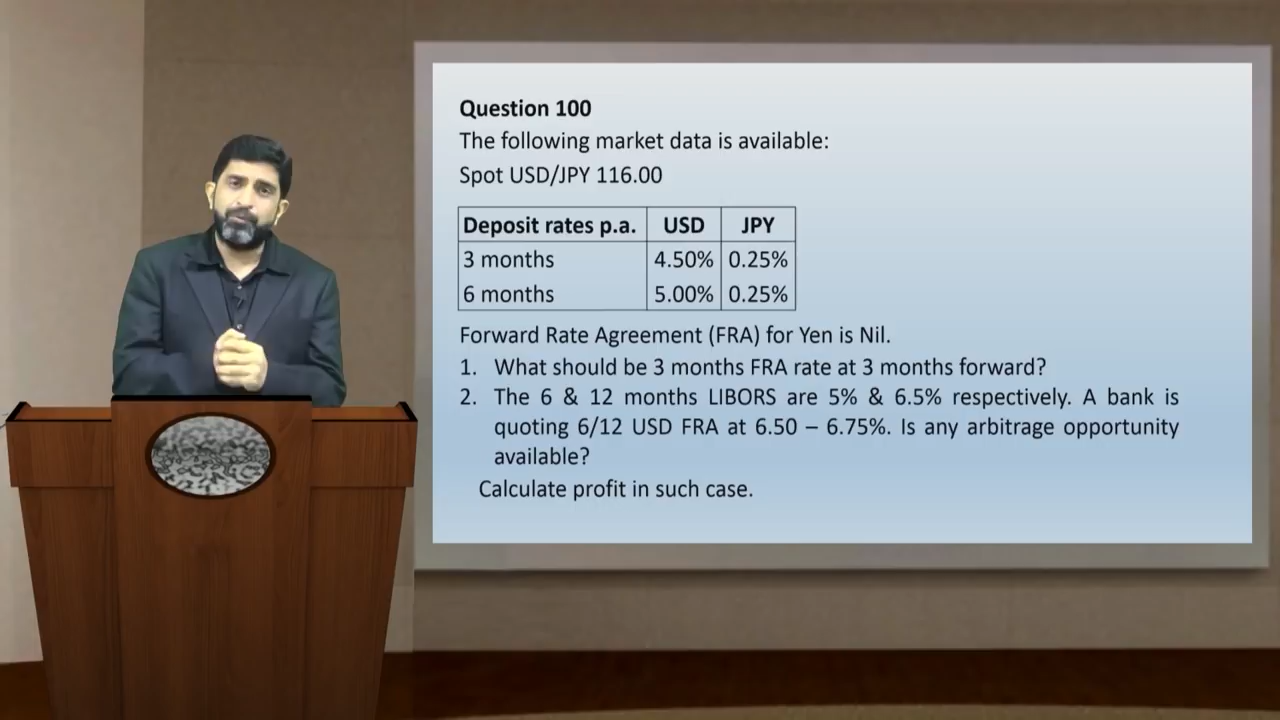 Question 100
The following market data is available:
Spot USD/JPY 116.00
Deposit rates p.a. USD JPY
3 months 4.50% 0.25%
6 months 5.00% 0.25%
Forward Rate Agreement (FRA) for Yen is Nil.
1. What should be 3 months FRA rate at 3 months forward?
2. The 6 & 12 months LIBORS are 5% & 6.5% respectively. A bank is
quoting 6/12 USD FRA at 6.50 – 6.75%. Is any arbitrage opportunity
available?
Calculate profit in such case.